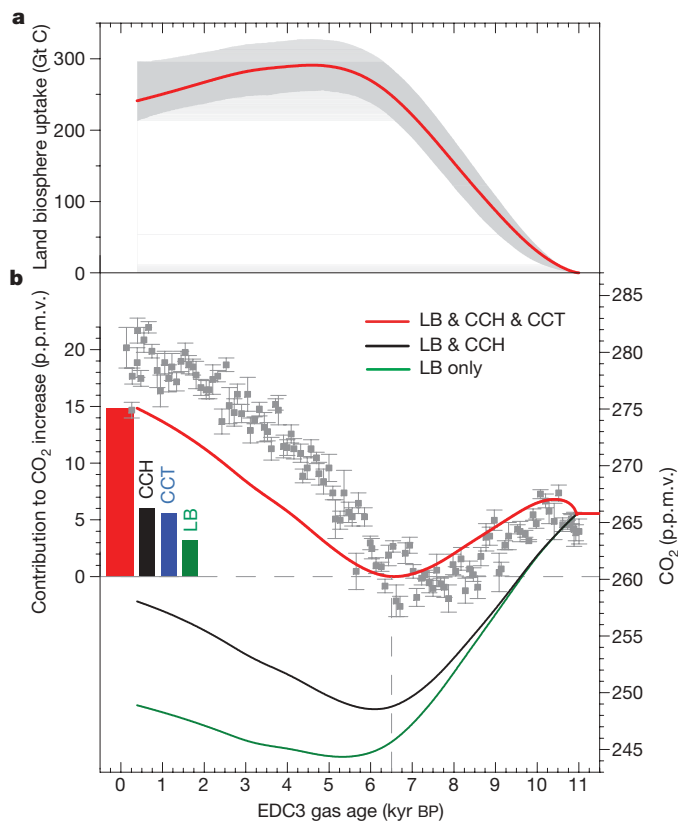 a
Land biosphere uptake (Gt C)
300
200
100
0
b
Contribution to CO2 increase (p.p.m.v.)
20
15
10
5
0
LB & CCH & CCT
LB & CCH
LB only
CCH
CCT
LB
285
280
275
270
265
260
255
250
245
CO2 (p.p.m.v.)
0 1 2 3 4 5 6 7 8 9 10 11
EDC3 gas age (kyr BP)